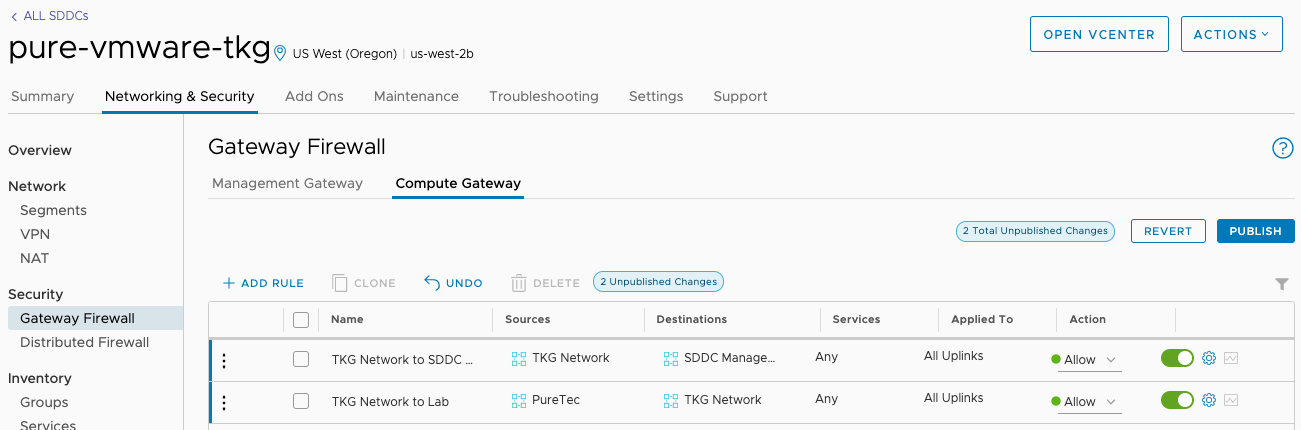 ALL SDDCs
pure-vmware-tkg US West (Oregon) us-west-2b
OPEN VCENTER ACTIONS
Summary Networking & Security Add Ons Maintenance Troubleshooting Settings Support
Overview
Network
Segments
VPN
NAT
Security
Gateway Firewall
Distributed Firewall
Inventory
Groups
Services
Gateway Firewall
?
Management Gateway Compute Gateway
2 Total Unpublished Changes REVERT PUBLISH
ADD RULE CLONE UNDO DELETE 2 Unpublished Changes
Name Sources Destinations Services Applied To Action
TKG Network to SDDC ... TKG Network SDDC Manage... Any All Uplinks Allow
TKG Network to Lab PureTec TKG Network Any All Uplinks Allow